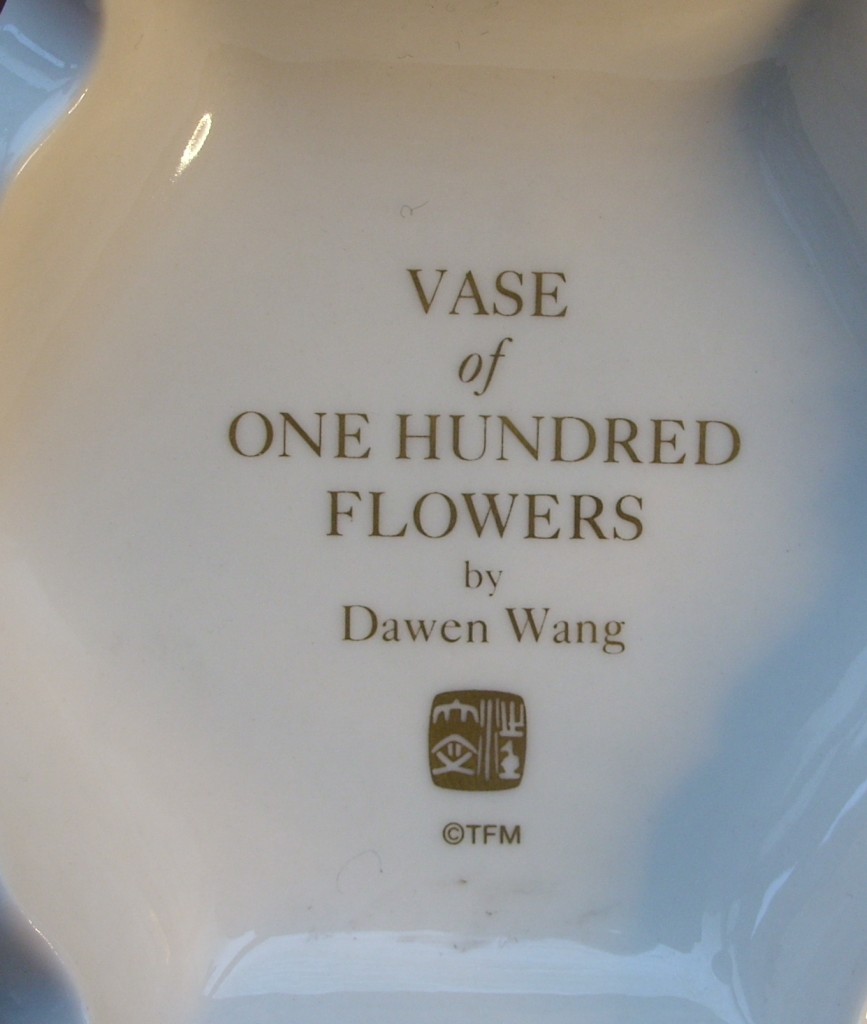 VASE
of
ONE HUNDRED
FLOWERS
by
Dawen Wang
©TFM